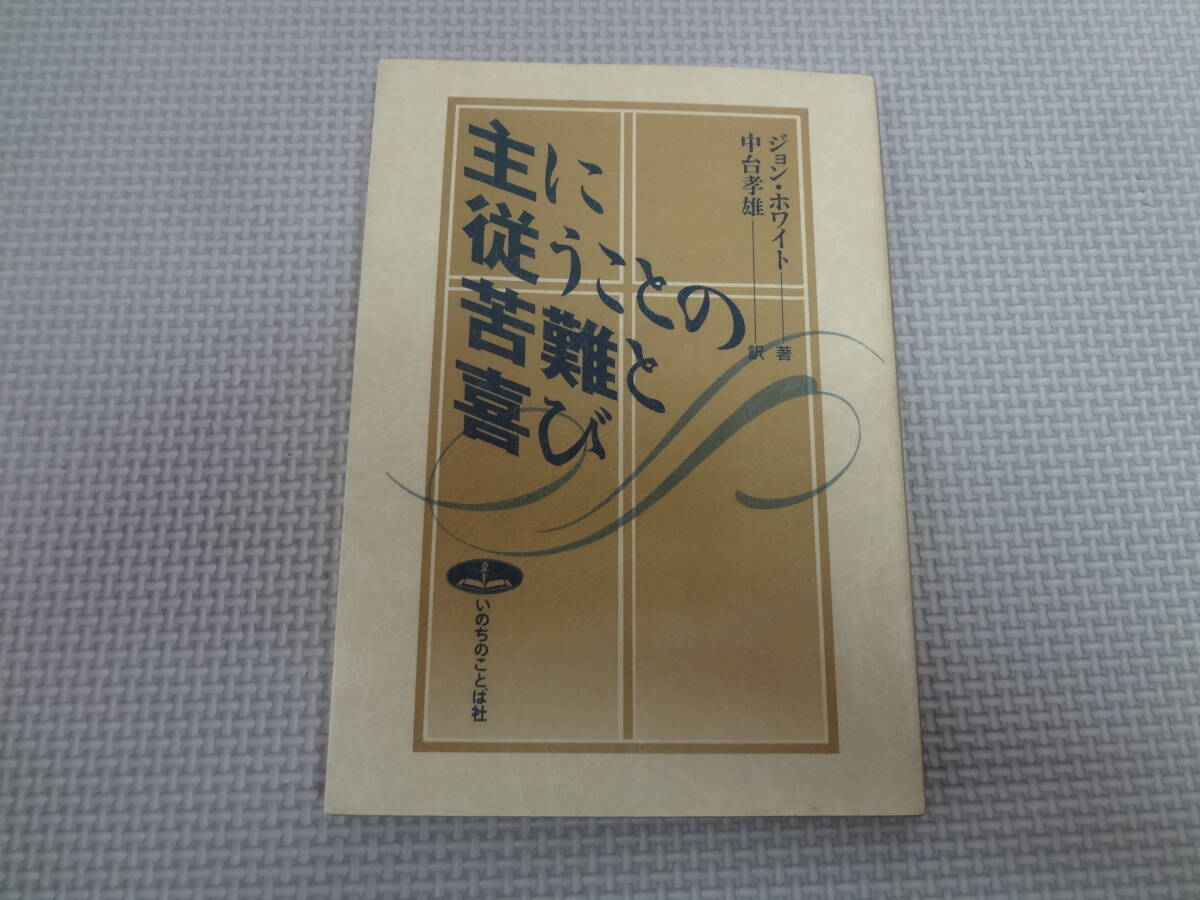 主に
従うことの
苦難と
喜び
ジョン・ホワイト──著
中台孝雄──訳
いのちのことば社